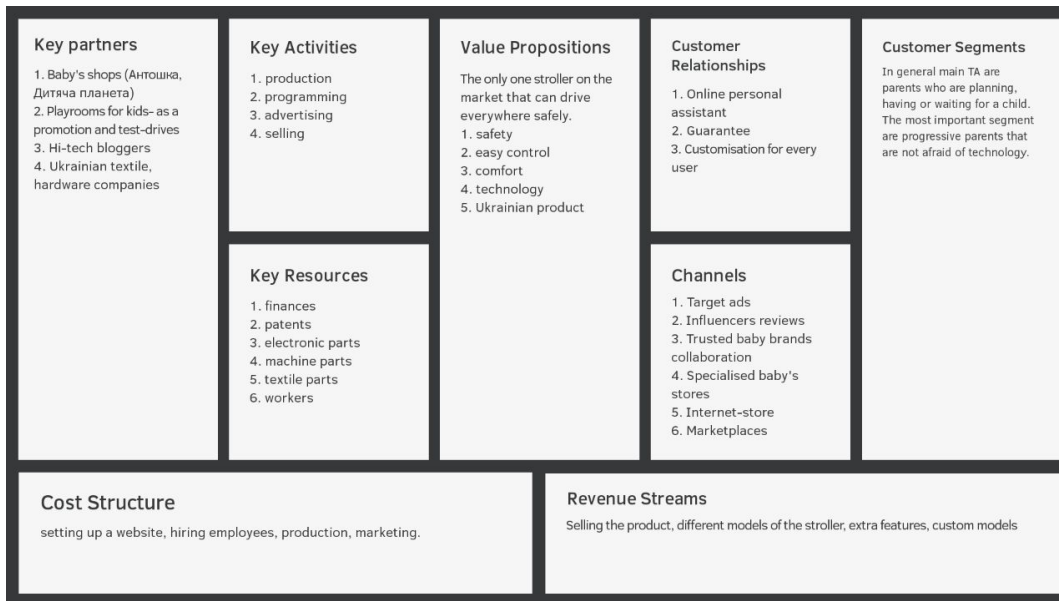 Key partners
1. Baby's shops (Антошка,
Дитяча планета)
2. Playrooms for kids- as a
promotion and test-drives
3. Hi-tech bloggers
4. Ukrainian textile,
hardware companies
Key Activities
1. production
2. programming
3. advertising
4. selling
Key Resources
1. finances
2. patents
3. electronic parts
4. machine parts
5. textile parts
6. workers
Value Propositions
The only one stroller on the
market that can drive
everywhere safely.
1. safety
2. easy control
3. comfort
4. technology
5. Ukrainian product
Customer
Relationships
1. Online personal
assistant
2. Guarantee
3. Customisation for every
user
Channels
1. Target ads
2. Influencers reviews
3. Trusted baby brands
collaboration
4. Specialised baby's
stores
5. Internet-store
6. Marketplaces
Customer Segments
In general main TA are
parents who are planning,
having or waiting for a child.
The most important segment
are progressive parents that
are not afraid of technology.
Cost Structure
setting up a website, hiring employees, production, marketing.
Revenue Streams
Selling the product, different models of the stroller, extra features, custom models